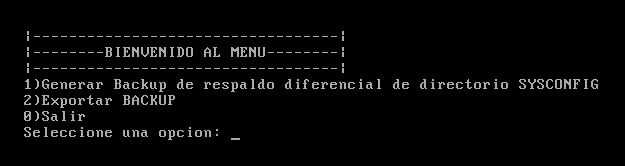 |----------------------------------|
|--------BIENVENIDO AL MENU--------|
|----------------------------------|
1)Generar Backup de respaldo diferencial de directorio SYSCONFIG
2)Exportar BACKUP
0)Salir
Seleccione una opcion: _